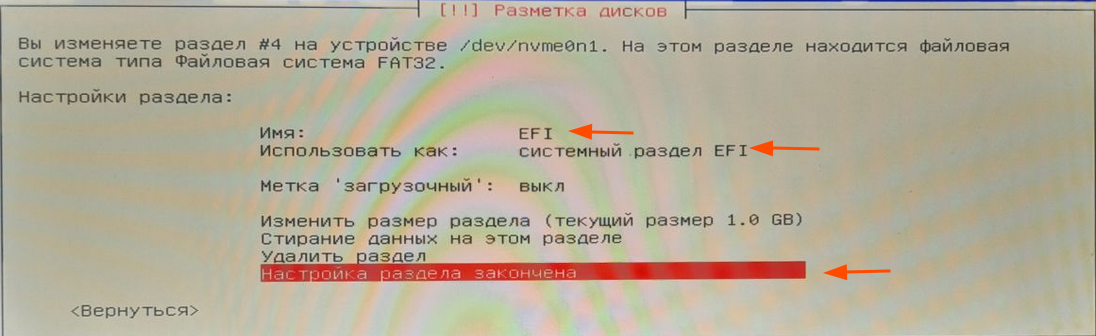 [!!] Разметка дисков
Вы изменяете раздел #4 на устройстве /dev/nvme0n1. На этом разделе находится файловая
система типа Файловая система FAT32.
Настройки раздела:
Имя: EFI
Использовать как: системный раздел EFI
Метка 'загрузочный': выкл
Изменить размер раздела (текущий размер 1.0 GB)
Стирание данных на этом разделе
Удалить раздел
Настройка раздела закончена
<Вернуться>